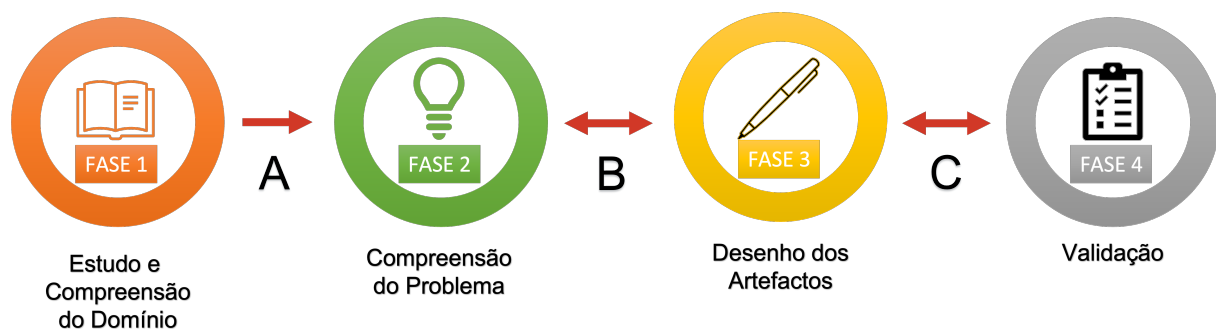 FASE 1
A
FASE 2
B
FASE 3
C
FASE 4
Estudo e
Compreensão
do Domínio
Compreensão
do Problema
Desenho dos
Artefactos
Validação